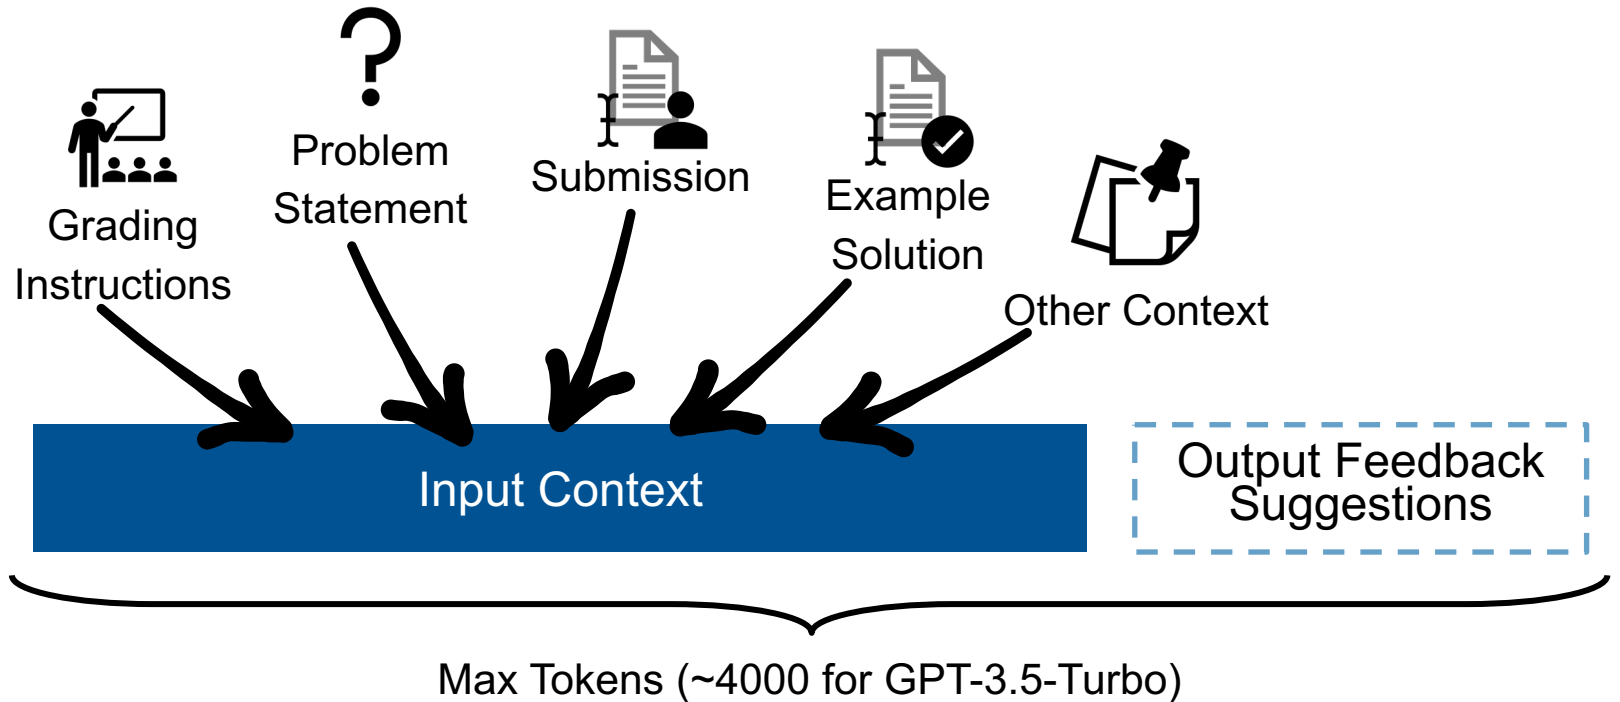 Grading
Instructions
Problem
Statement
Submission
Example
Solution
Other Context
Input Context
Output Feedback
Suggestions
Max Tokens (~4000 for GPT-3.5-Turbo)